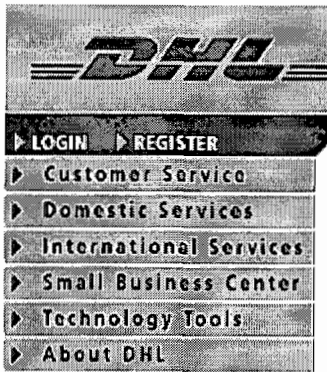 DHL
LOGIN REGISTER
Customer Service
Domestic Services
International Services
Small Business Center
Technology Tools
About DHL